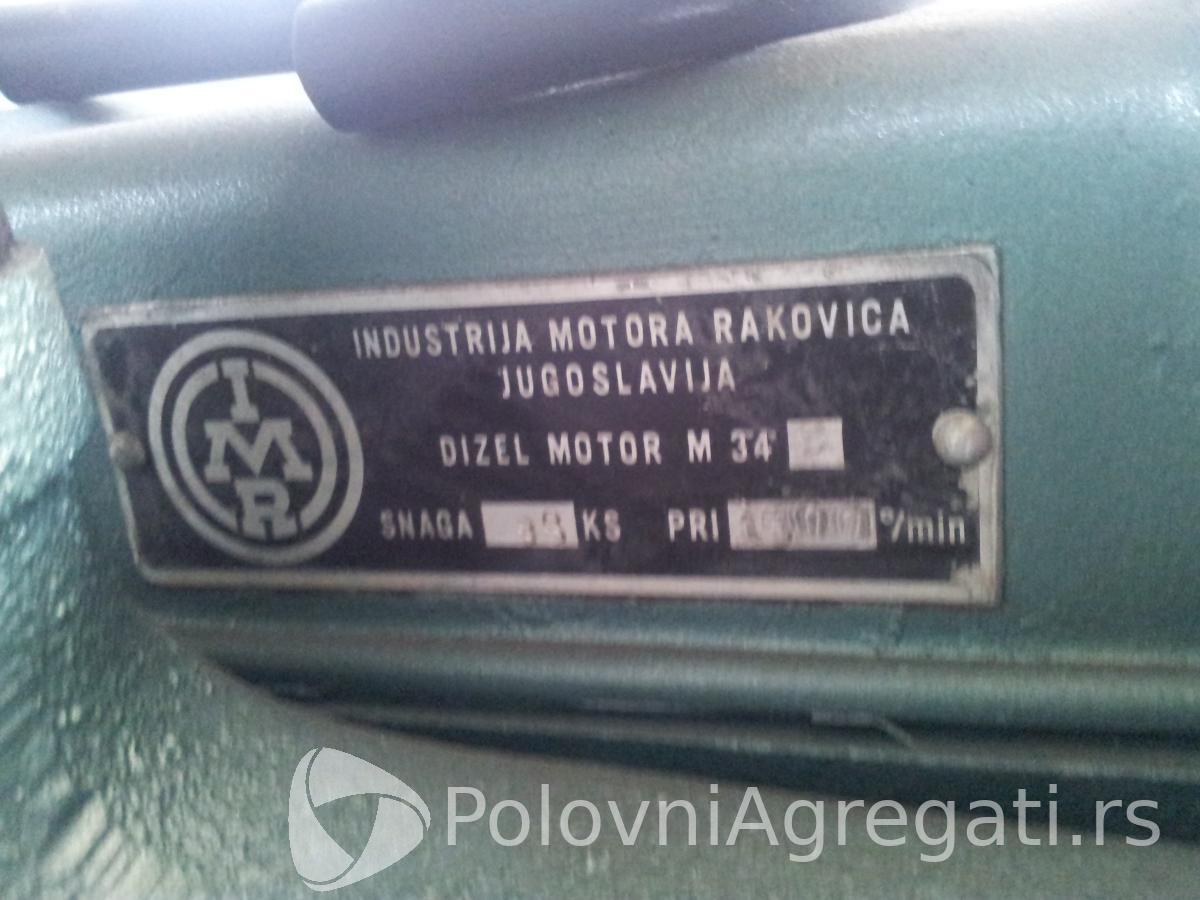 IMR
INDUSTRIJA MOTORA RAKOVICA
JUGOSLAVIJA
DIZEL MOTOR M 34
SNAGA KS PRI º/min
PolovniAgregati.rs